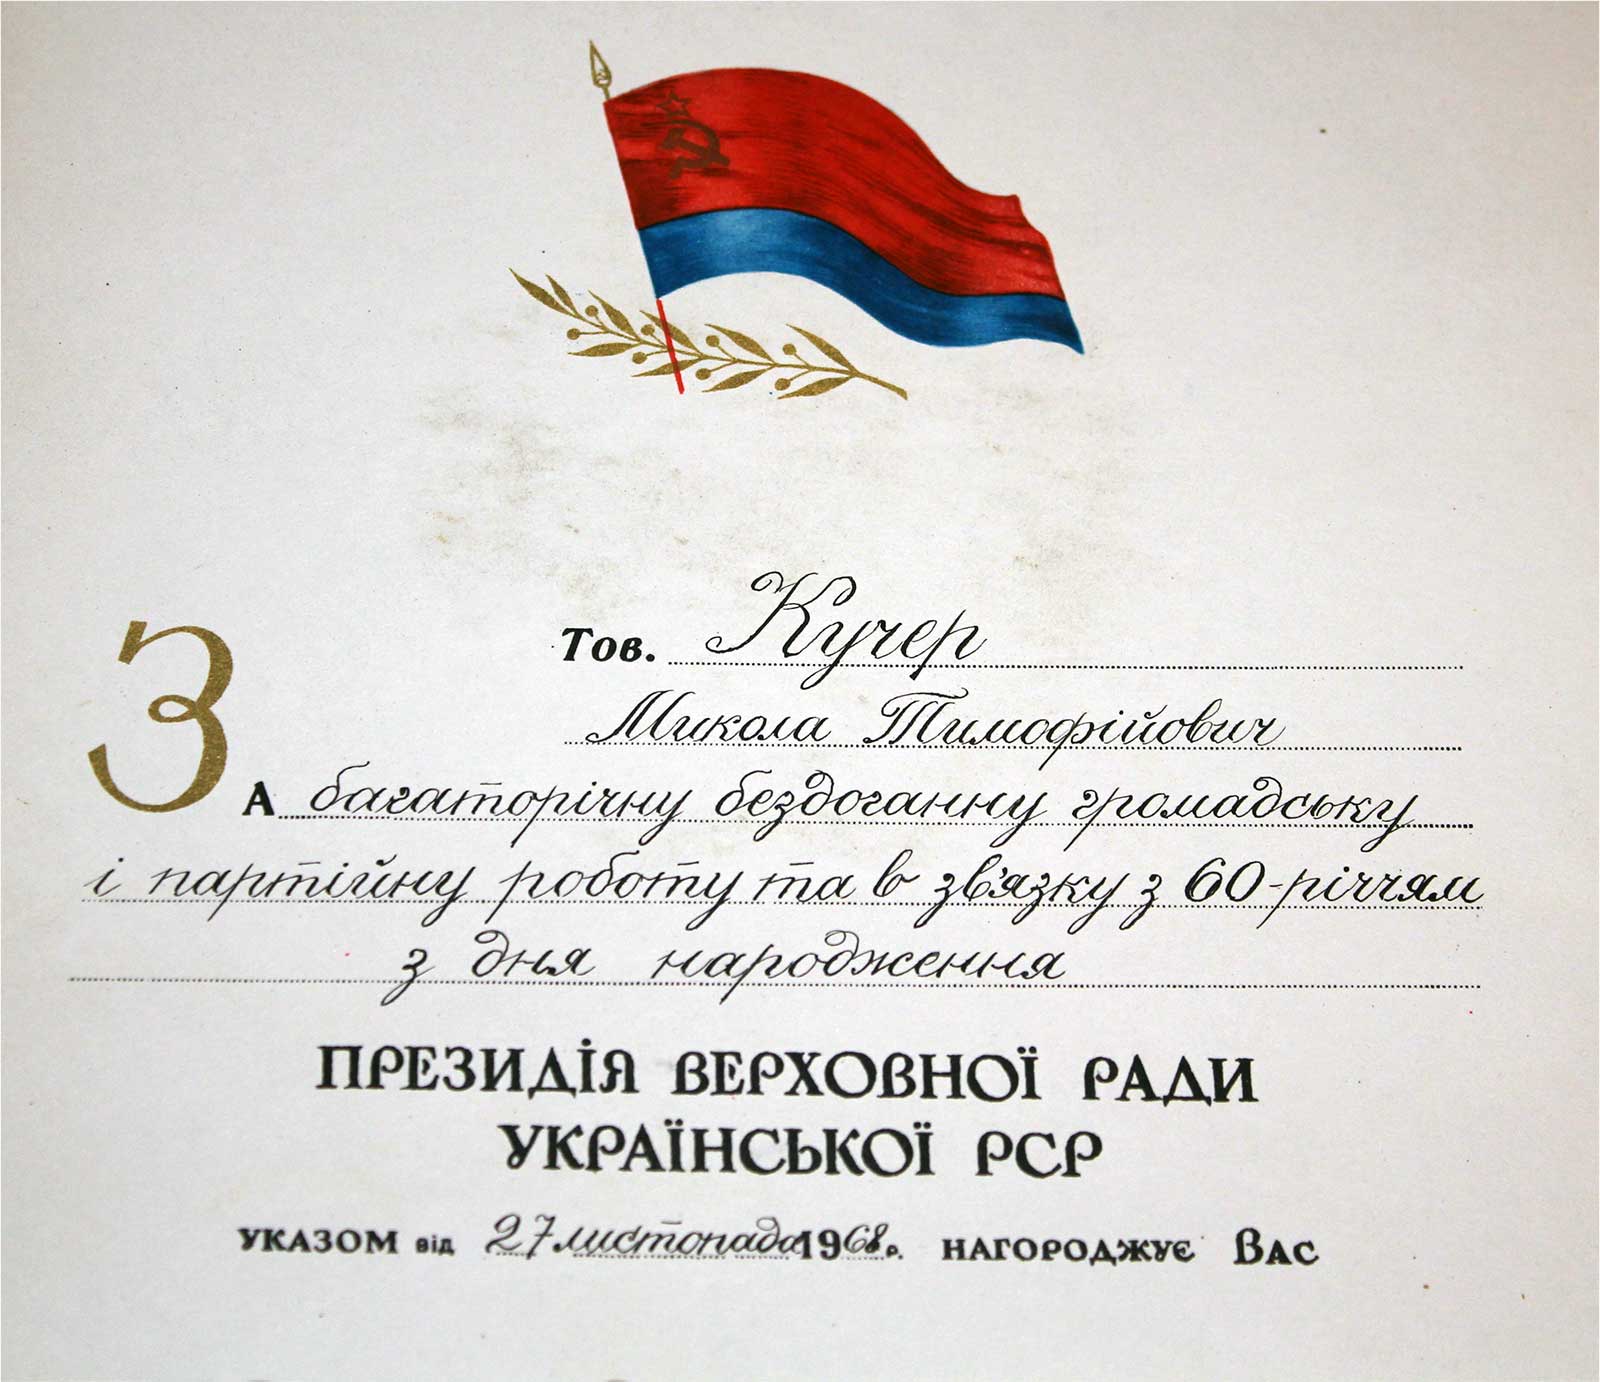 Тов. Кучер
Микола Тимофійович
За багаторічну бездоганну громадську
і партійну роботу та в зв'язку з 60-річчям
з дня народження
ПРЕЗИДІЯ ВЕРХОВНОЇ РАДИ
УКРАЇНСЬКОЇ РСР
УКАЗОМ від 27 листопада 1968 р. НАГОРОДЖУЄ ВАС